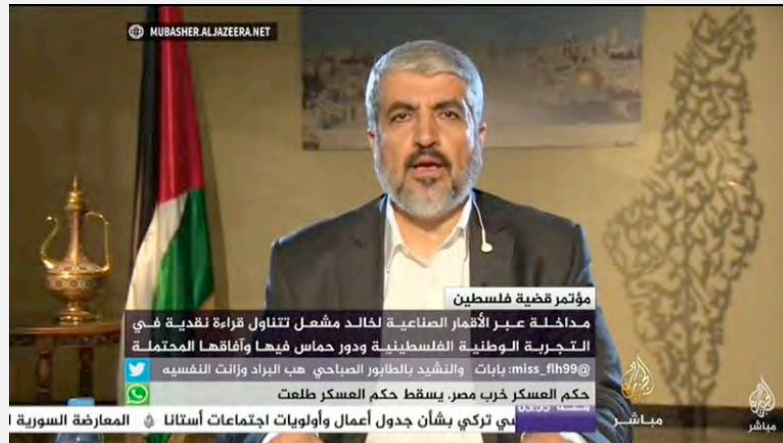 MUBASHER.ALJAZEERA.NET
مؤتمر قضية فلسطين
مداخلة عبر الأقمار الصناعية لخالد مشعل تتناول قراءة نقدية في
التجربة الوطنية الفلسطينية ودور حماس فيها وآفاقها المحتملة
@miss_flh99: بابات والنشيد بالطابور الصباحي هب البراد وزانت النفسيه
حكم العسكر خرب مصر. يسقط حكم العسكر طلعت
سي تركي بشأن جدول أعمال وأولويات اجتماعات أستانا المعارضة السورية ا
مباشر
مباشر